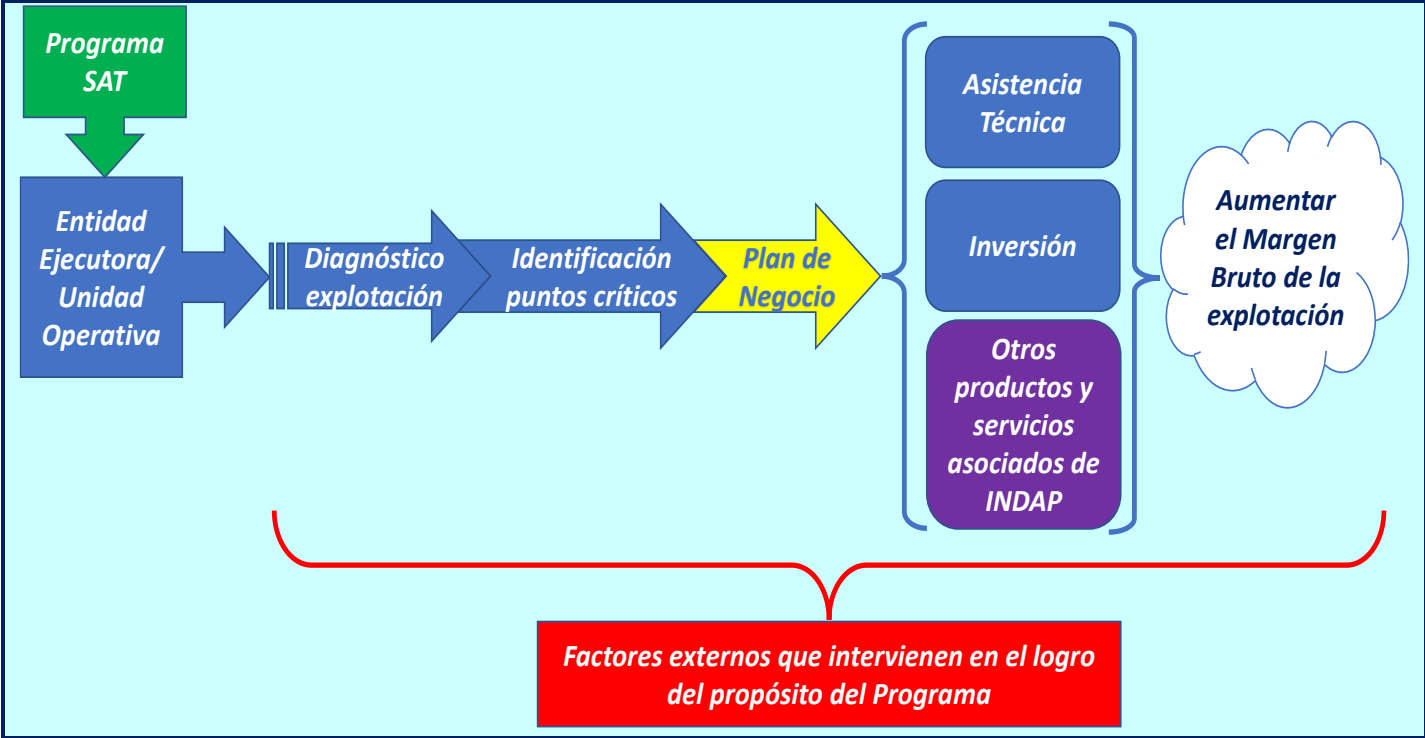 Programa
SAT
Entidad
Ejecutora/
Unidad
Operativa
Diagnóstico
explotación
Identificación
puntos críticos
Plan de
Negocio
Asistencia
Técnica
Inversión
Otros
productos y
servicios
asociados de
INDAP
Aumentar
el Margen
Bruto de la
explotación
Factores externos que intervienen en el logro
del propósito del Programa